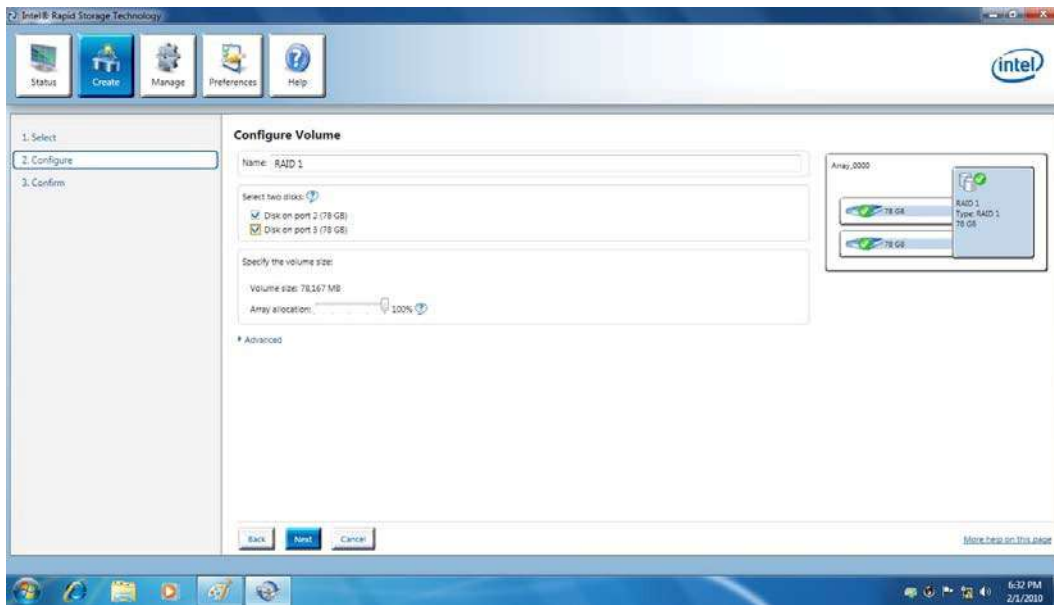 Intel® Rapid Storage Technology
Status
Create
Manage
Preferences
Help
intel
1. Select
2. Configure
3. Confirm
Configure Volume
Name: RAID 1
Select two disks:
Disk on port 2 (78 GB)
Disk on port 3 (78 GB)
Specify the volume size:
Volume size: 78,167 MB
Array allocation: 100%
Advanced
Array_0000
78 GB
78 GB
RAID 1
Type: RAID 1
78 GB
Back
Next
Cancel
More help on this page
6:32 PM
2/1/2010